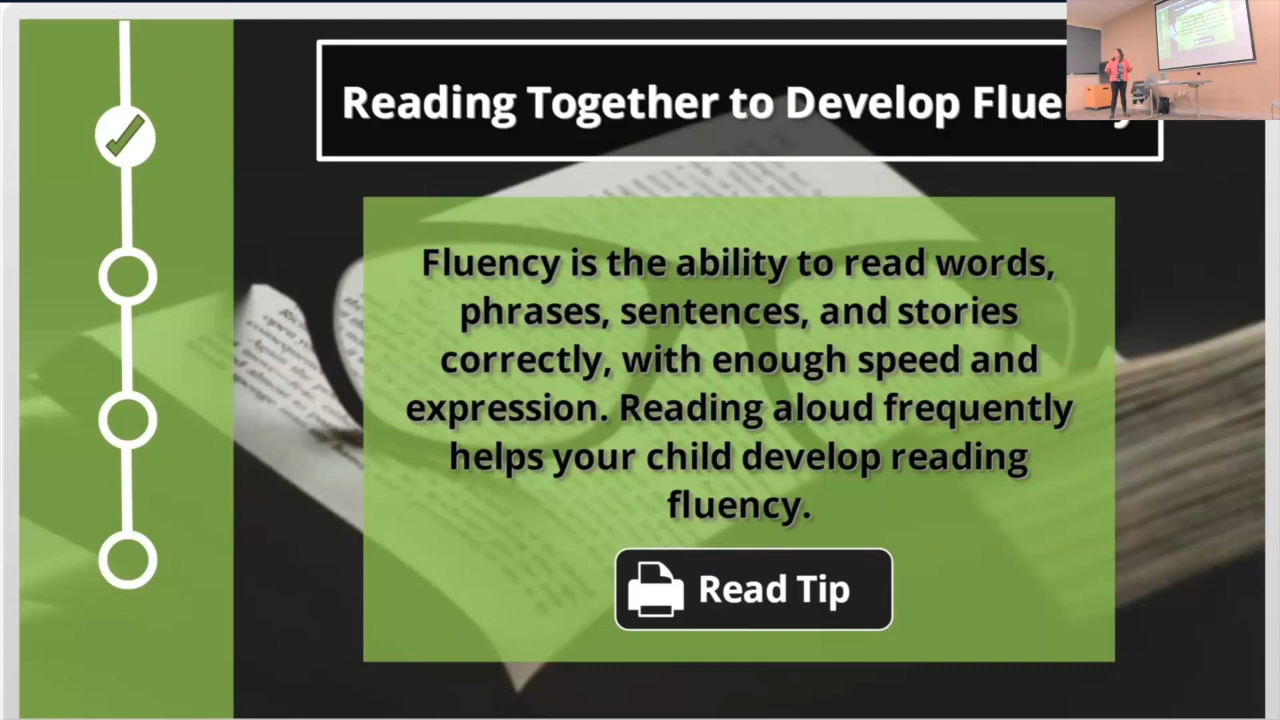 Reading Together to Develop Flue
Fluency is the ability to read words,
phrases, sentences, and stories
correctly, with enough speed and
expression. Reading aloud frequently
helps your child develop reading
fluency.
Read Tip